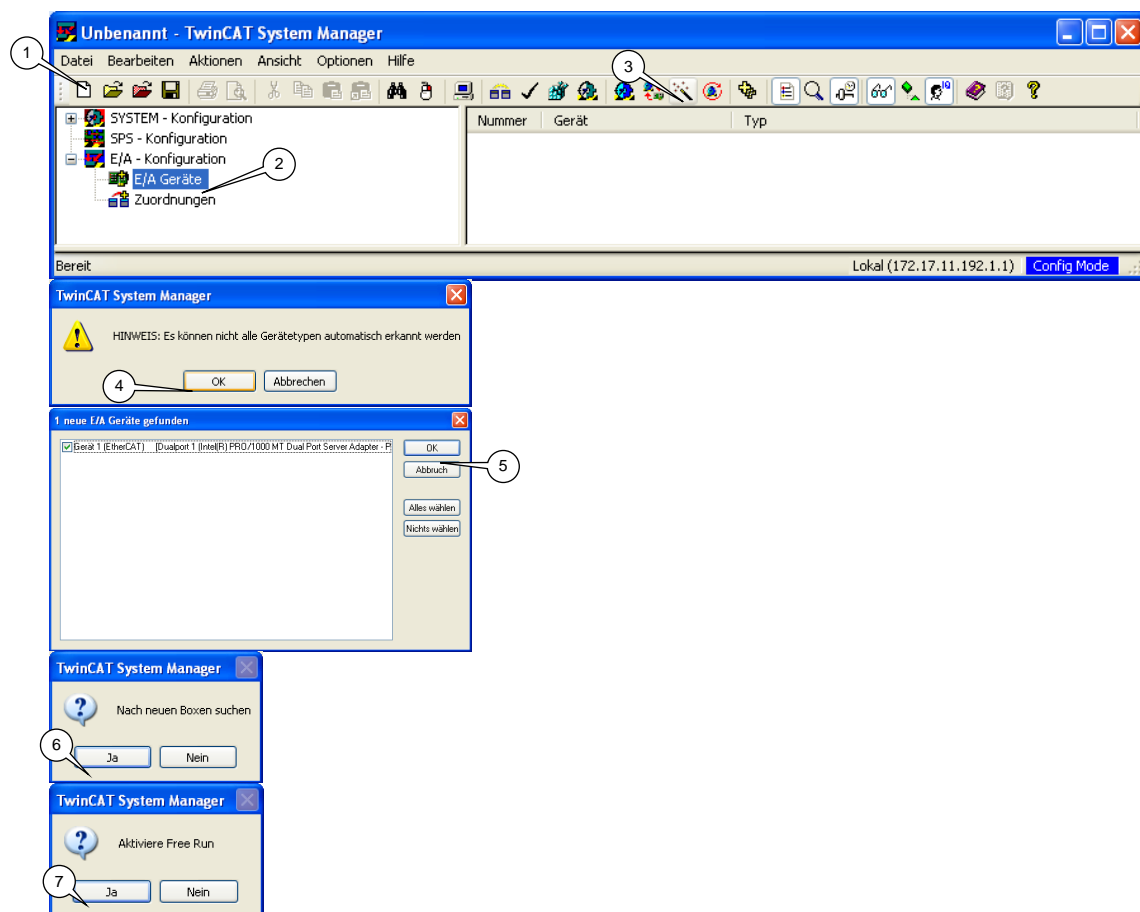 Unbenannt - TwinCAT System Manager
1
Datei Bearbeiten Aktionen Ansicht Optionen Hilfe
3
SYSTEM - Konfiguration
Nummer Gerät Typ
SPS - Konfiguration
E/A - Konfiguration
2
E/A Geräte
Zuordnungen
Bereit
Lokal (172.17.11.192.1.1) Config Mode
TwinCAT System Manager
HINWEIS: Es können nicht alle Gerätetypen automatisch erkannt werden
4
OK Abbrechen
1 neue E/A Geräte gefunden
Gerät 1 (EtherCAT) [Dualport 1 (Intel(R) PRO/1000 MT Dual Port Server Adapter - P
OK
Abbruch
5
Alles wählen
Nichts wählen
TwinCAT System Manager
Nach neuen Boxen suchen
6
Ja Nein
TwinCAT System Manager
Aktiviere Free Run
7
Ja Nein